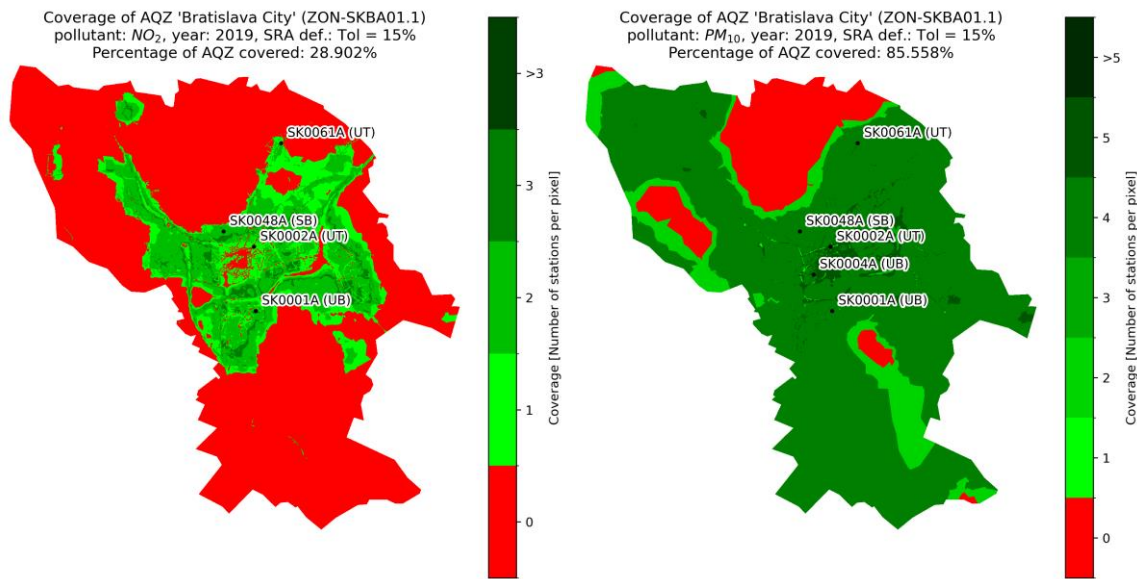 Coverage of AQZ 'Bratislava City' (ZON-SKBA01.1)
pollutant: NO₂, year: 2019, SRA def.: Tol = 15%
Percentage of AQZ covered: 28.902%
SK0061A (UT)
SK0048A (SB)
SK0002A (UT)
SK0001A (UB)
>3
3
2
1
0
Coverage [Number of stations per pixel]
Coverage of AQZ 'Bratislava City' (ZON-SKBA01.1)
pollutant: PM₁₀, year: 2019, SRA def.: Tol = 15%
Percentage of AQZ covered: 85.558%
SK0061A (UT)
SK0048A (SB)
SK0002A (UT)
SK0004A (UB)
SK0001A (UB)
>5
5
4
3
2
1
0
Coverage [Number of stations per pixel]